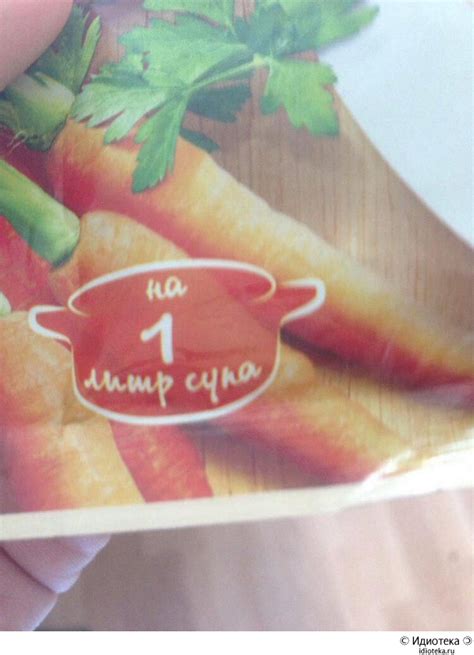 на
1
литр супа
© Идиотека ☽
idioteka.ru